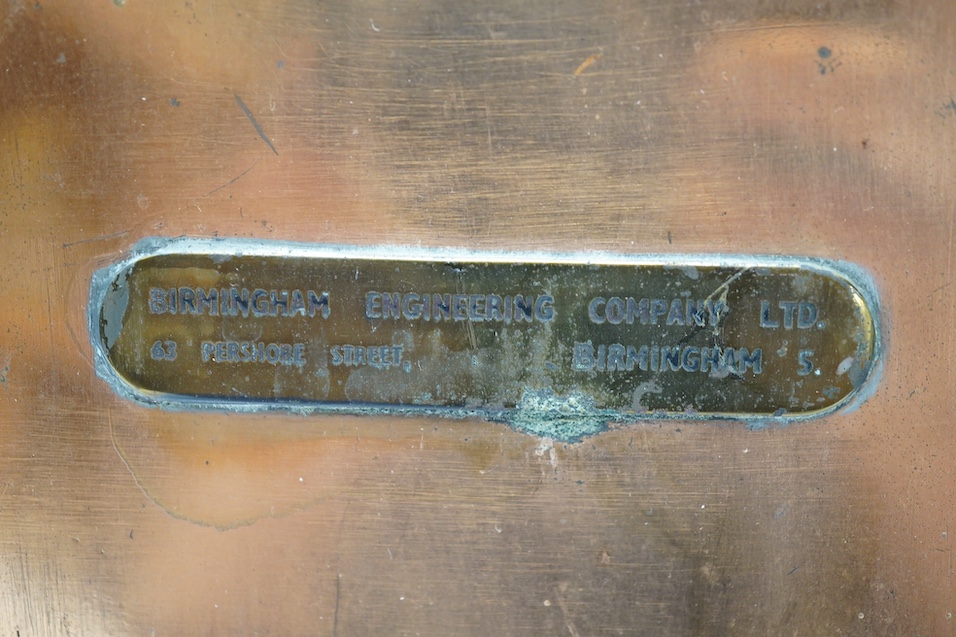 BIRMINGHAM ENGINEERING COMPANY LTD.
63 PERSHORE STREET, BIRMINGHAM 5.